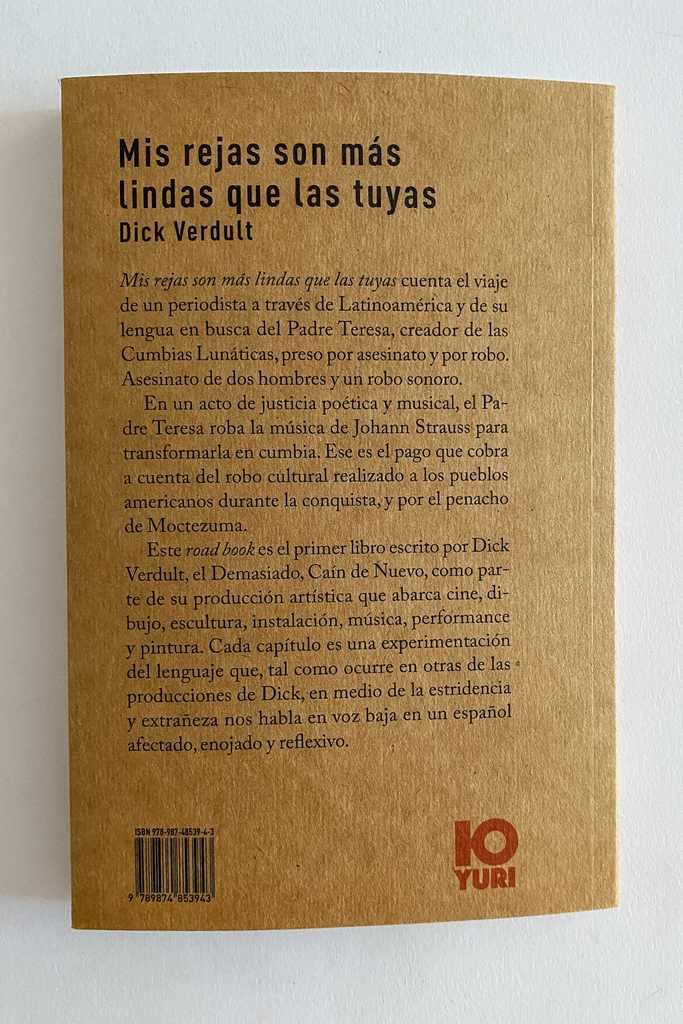 Mis rejas son más
lindas que las tuyas
Dick Verdult
Mis rejas son más lindas que las tuyas cuenta el viaje
de un periodista a través de Latinoamérica y de su
lengua en busca del Padre Teresa, creador de las
Cumbias Lunáticas, preso por asesinato y por robo.
Asesinato de dos hombres y un robo sonoro.
En un acto de justicia poética y musical, el Pa-
dre Teresa roba la música de Johann Strauss para
transformarla en cumbia. Ese es el pago que cobra
a cuenta del robo cultural realizado a los pueblos
americanos durante la conquista, y por el penacho
de Moctezuma.
Este road book es el primer libro escrito por Dick
Verdult, el Demasiado, Caín de Nuevo, como par-
te de su producción artística que abarca cine, di-
bujo, escultura, instalación, música, performance
y pintura. Cada capítulo es una experimentación
del lenguaje que, tal como ocurre en otras de las
producciones de Dick, en medio de la estridencia
y extrañeza nos habla en voz baja en un español
afectado, enojado y reflexivo.
ISBN 978-987-48539-4-3
9 789874 853943
IO
YURI